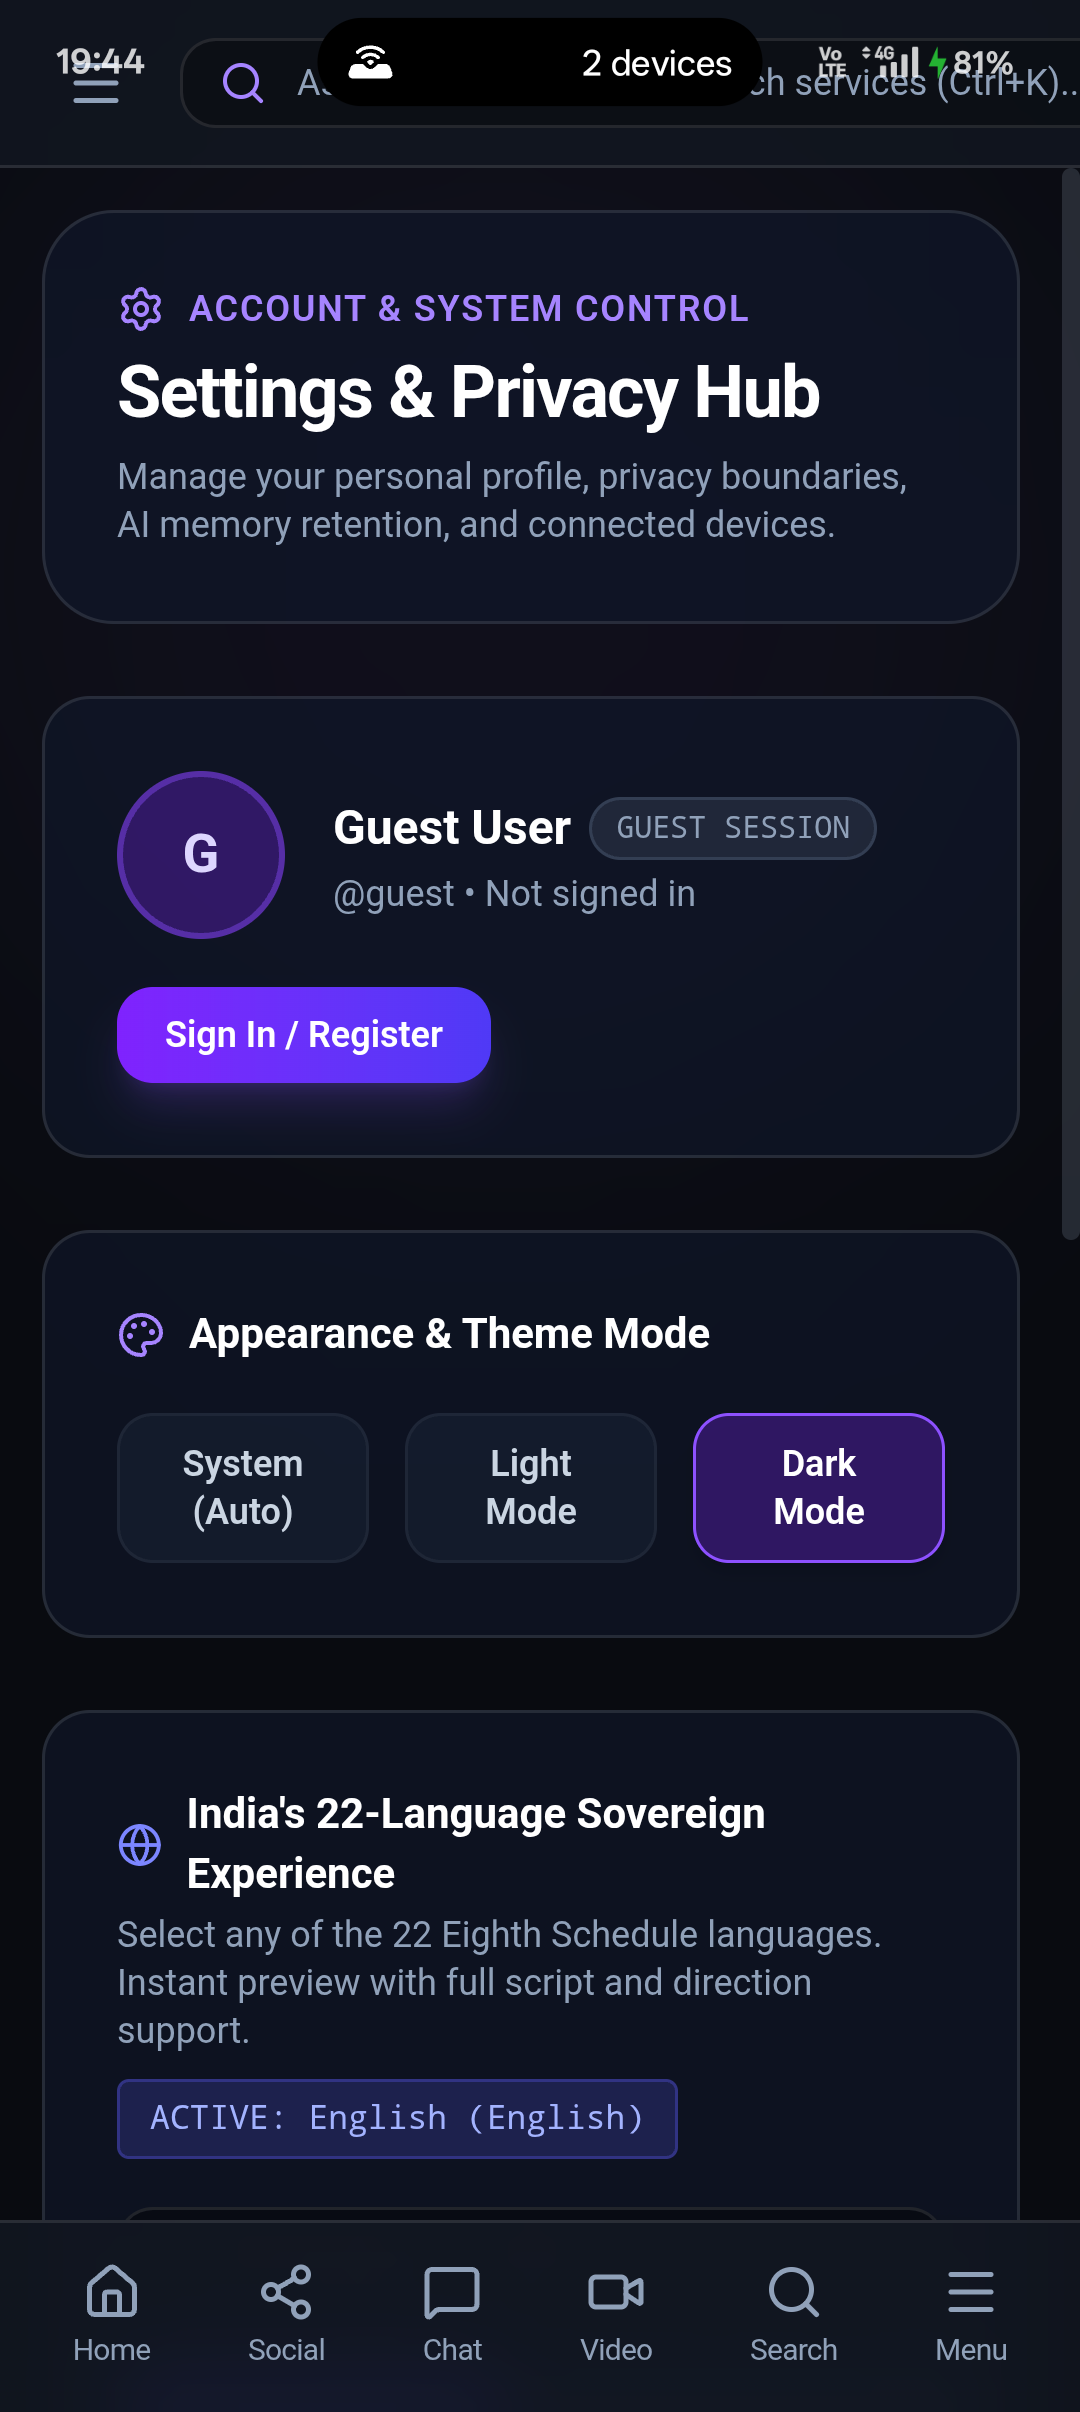 19:44
2 devices
Vo LTE 4G 81%
ch services (Ctrl+K)...
ACCOUNT & SYSTEM CONTROL
Settings & Privacy Hub
Manage your personal profile, privacy boundaries,
AI memory retention, and connected devices.
G
Guest User
GUEST SESSION
@guest • Not signed in
Sign In / Register
Appearance & Theme Mode
System
(Auto)
Light
Mode
Dark
Mode
India's 22-Language Sovereign
Experience
Select any of the 22 Eighth Schedule languages.
Instant preview with full script and direction
support.
ACTIVE: English (English)
Home
Social
Chat
Video
Search
Menu